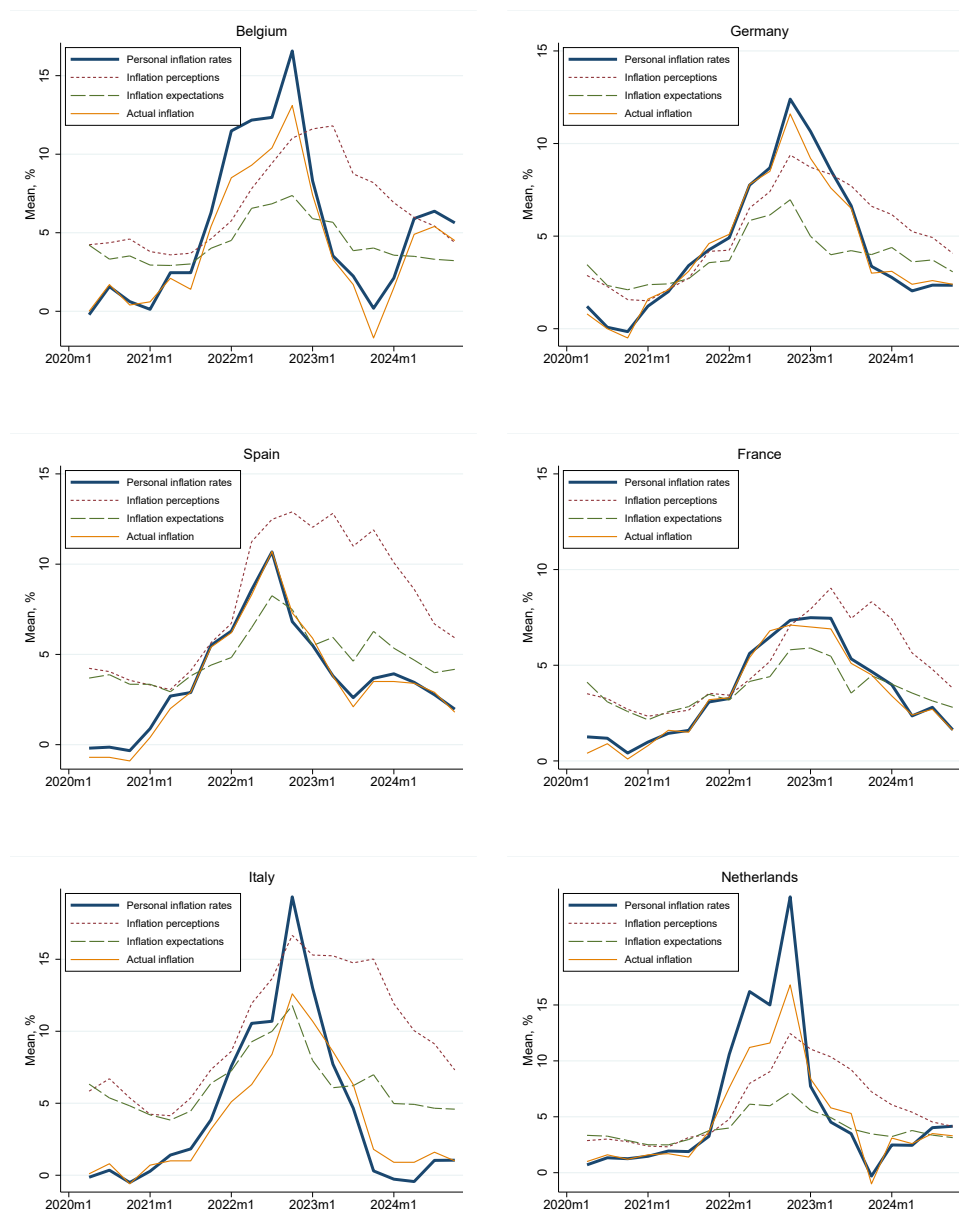 Belgium
Personal inflation rates
Inflation perceptions
Inflation expectations
Actual inflation
Mean, %
15
10
5
0
2020m1 2021m1 2022m1 2023m1 2024m1
Germany
Personal inflation rates
Inflation perceptions
Inflation expectations
Actual inflation
Mean, %
15
10
5
0
2020m1 2021m1 2022m1 2023m1 2024m1
Spain
Personal inflation rates
Inflation perceptions
Inflation expectations
Actual inflation
Mean, %
15
10
5
0
2020m1 2021m1 2022m1 2023m1 2024m1
France
Personal inflation rates
Inflation perceptions
Inflation expectations
Actual inflation
Mean, %
15
10
5
0
2020m1 2021m1 2022m1 2023m1 2024m1
Italy
Personal inflation rates
Inflation perceptions
Inflation expectations
Actual inflation
Mean, %
15
10
5
0
2020m1 2021m1 2022m1 2023m1 2024m1
Netherlands
Personal inflation rates
Inflation perceptions
Inflation expectations
Actual inflation
Mean, %
15
10
5
0
2020m1 2021m1 2022m1 2023m1 2024m1